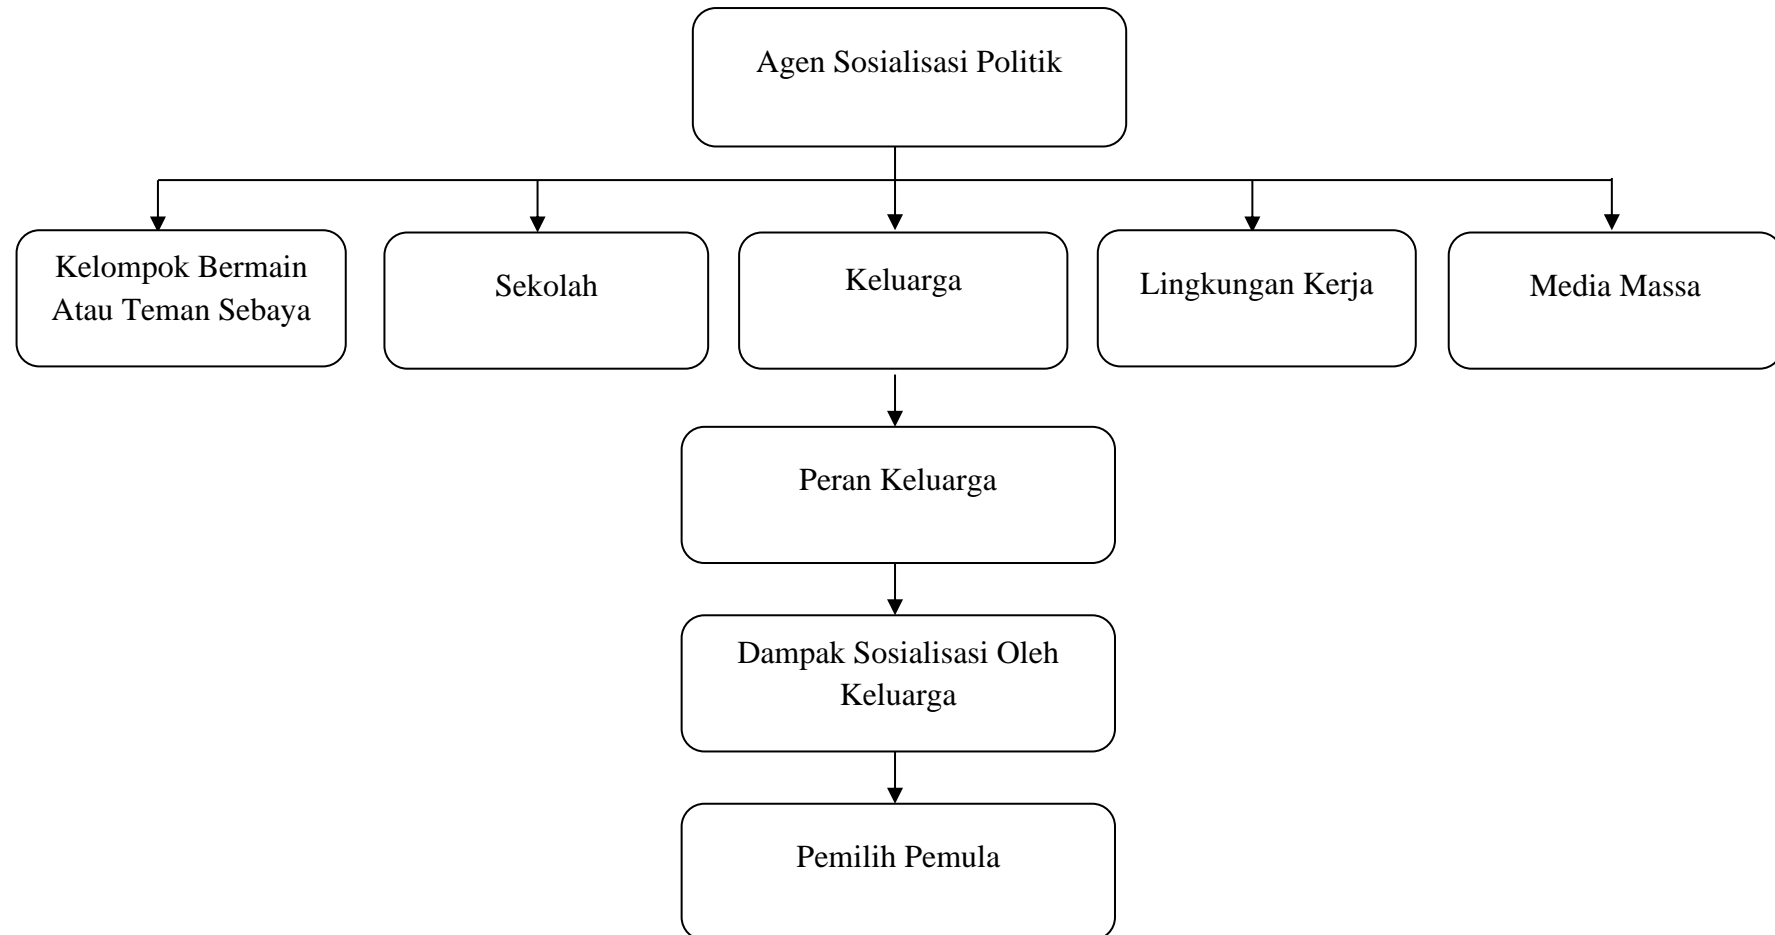 Agen Sosialisasi Politik
Kelompok Bermain
Atau Teman Sebaya
Sekolah
Keluarga
Lingkungan Kerja
Media Massa
Peran Keluarga
Dampak Sosialisasi Oleh
Keluarga
Pemilih Pemula